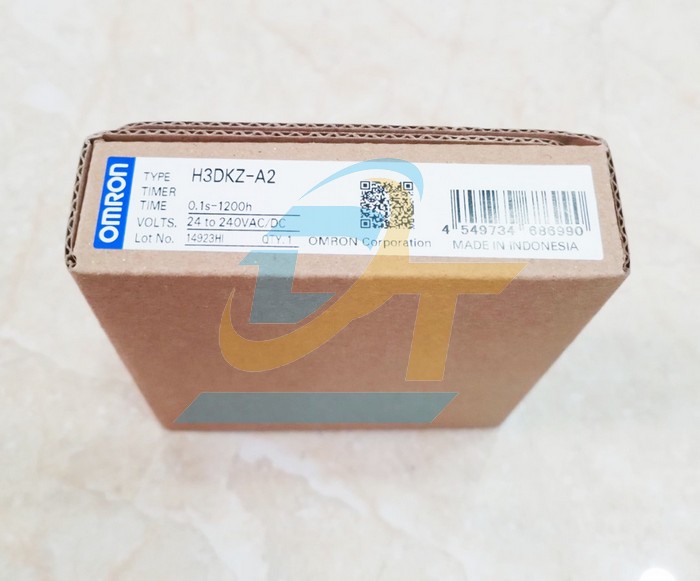 OMRON
TYPE H3DKZ-A2
TIMER
TIME 0.1s-1200h
VOLTS. 24 to 240VAC/DC
Lot No. 14923HI QTY. 1 OMRON Corporation
4 549734 686990
MADE IN INDONESIA
DT